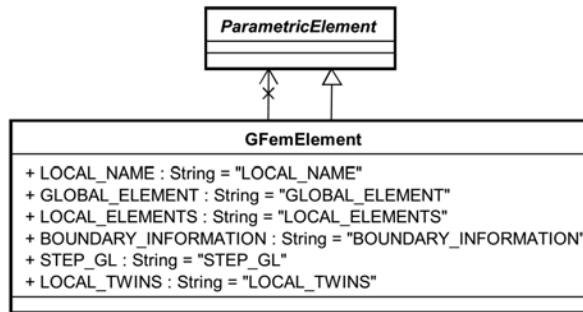 ParametricElement
GFemElement
+ LOCAL_NAME : String = "LOCAL_NAME"
+ GLOBAL_ELEMENT : String = "GLOBAL_ELEMENT"
+ LOCAL_ELEMENTS : String = "LOCAL_ELEMENTS"
+ BOUNDARY_INFORMATION : String = "BOUNDARY_INFORMATION"
+ STEP_GL : String = "STEP_GL"
+ LOCAL_TWINS : String = "LOCAL_TWINS"